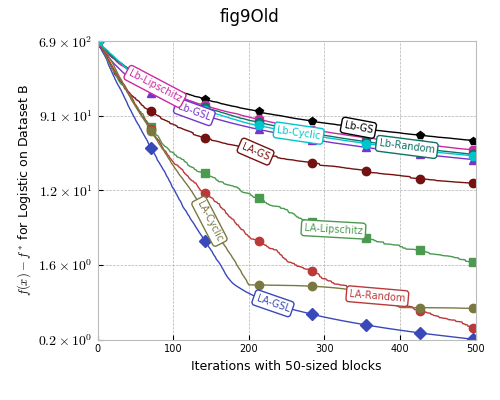 fig9Old
6.9 × 10²
9.1 × 10¹
1.2 × 10¹
1.6 × 10⁰
0.2 × 10⁰
f(x) − f* for Logistic on Dataset B
Lb-Lipschitz
Lb-GSL
Lb-GS
Lb-Cyclic
Lb-Random
LA-GS
LA-Cyclic
LA-Lipschitz
LA-Random
LA-GSL
0 100 200 300 400 500
Iterations with 50-sized blocks